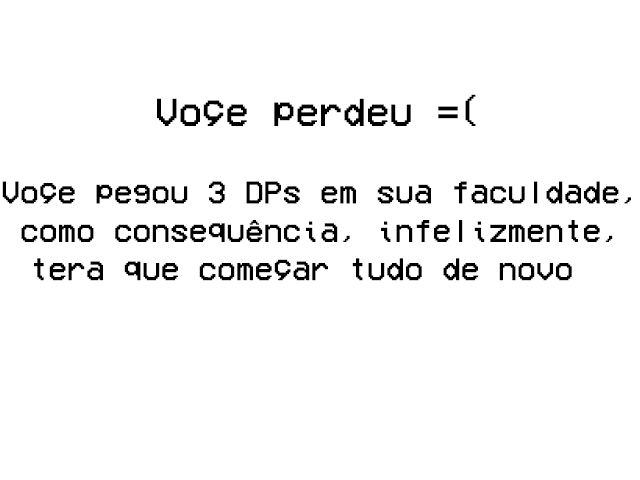 Voçe perdeu =(
Voçe pegou 3 DPs em sua faculdade,
como consequência, infelizmente,
tera que começar tudo de novo